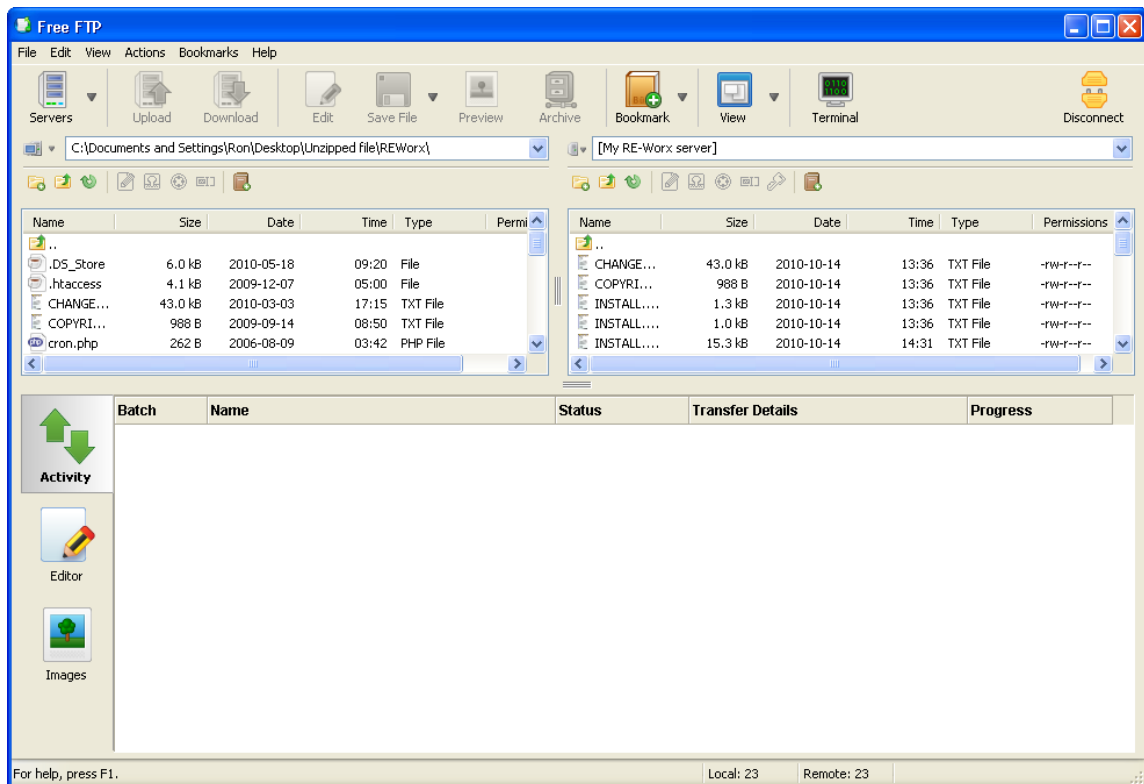 Free FTP
File Edit View Actions Bookmarks Help
Servers Upload Download Edit Save File Preview Archive Bookmark View Terminal Disconnect
C:\Documents and Settings\Ron\Desktop\Unzipped file\REWorx\ [My RE-Worx server]
Name Size Date Time Type Permi Name Size Date Time Type Permissions
.. ..
.DS_Store 6.0 kB 2010-05-18 09:20 File CHANGE... 43.0 kB 2010-10-14 13:36 TXT File -rw-r--r--
.htaccess 4.1 kB 2009-12-07 05:00 File COPYRI... 988 B 2010-10-14 13:36 TXT File -rw-r--r--
CHANGE... 43.0 kB 2010-03-03 17:15 TXT File INSTALL.... 1.3 kB 2010-10-14 13:36 TXT File -rw-r--r--
COPYRI... 988 B 2009-09-14 08:50 TXT File INSTALL.... 1.0 kB 2010-10-14 13:36 TXT File -rw-r--r--
cron.php 262 B 2006-08-09 03:42 PHP File INSTALL.... 15.3 kB 2010-10-14 14:31 TXT File -rw-r--r--
Batch Name Status Transfer Details Progress
Activity
Editor
Images
For help, press F1. Local: 23 Remote: 23